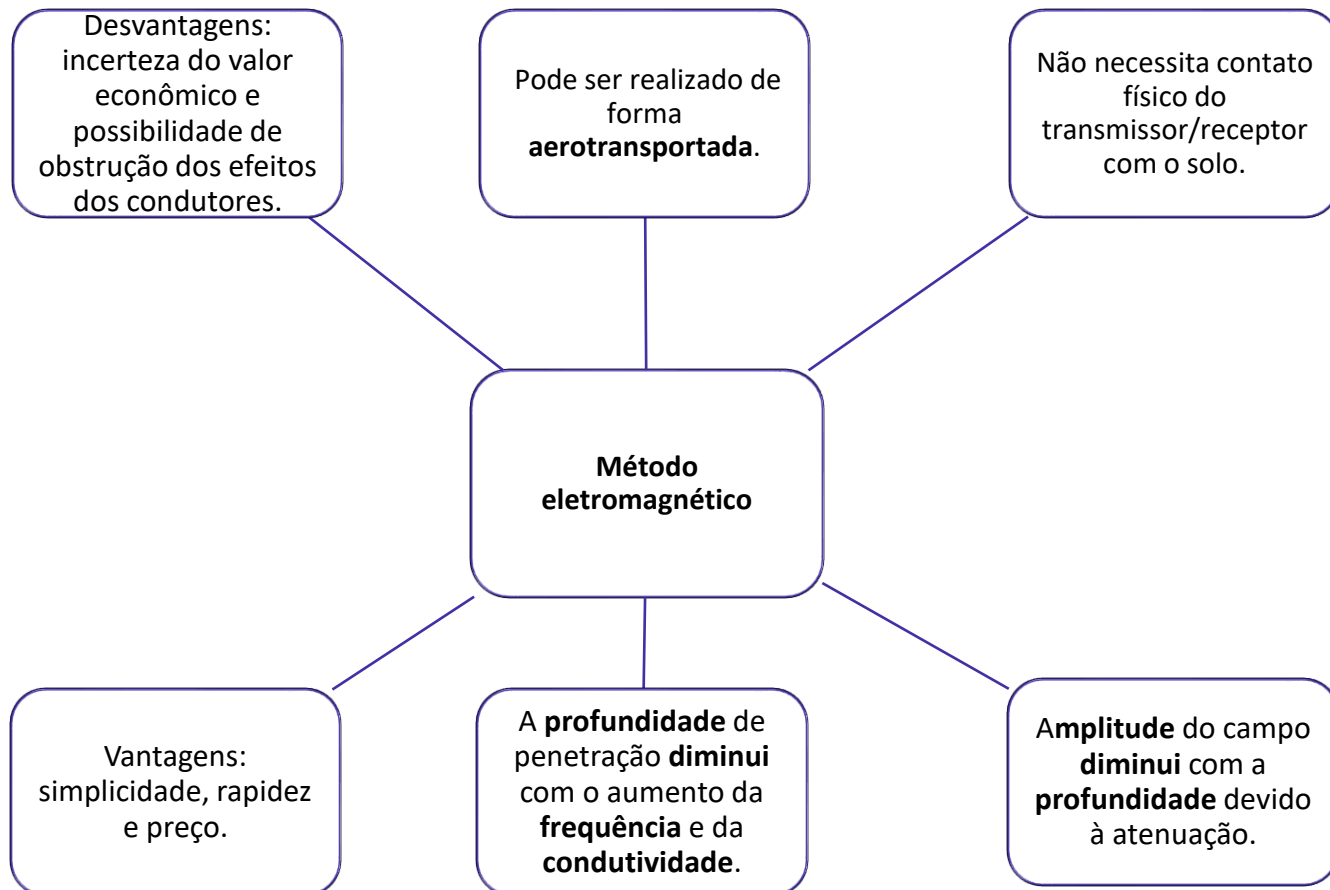 Desvantagens:
incerteza do valor
econômico e
possibilidade de
obstrução dos efeitos
dos condutores.
Pode ser realizado de
forma
aerotransportada.
Não necessita contato
físico do
transmissor/receptor
com o solo.
Método
eletromagnético
Vantagens:
simplicidade, rapidez
e preço.
A profundidade de
penetração diminui
com o aumento da
frequência e da
condutividade.
Amplitude do campo
diminui com a
profundidade devido
à atenuação.